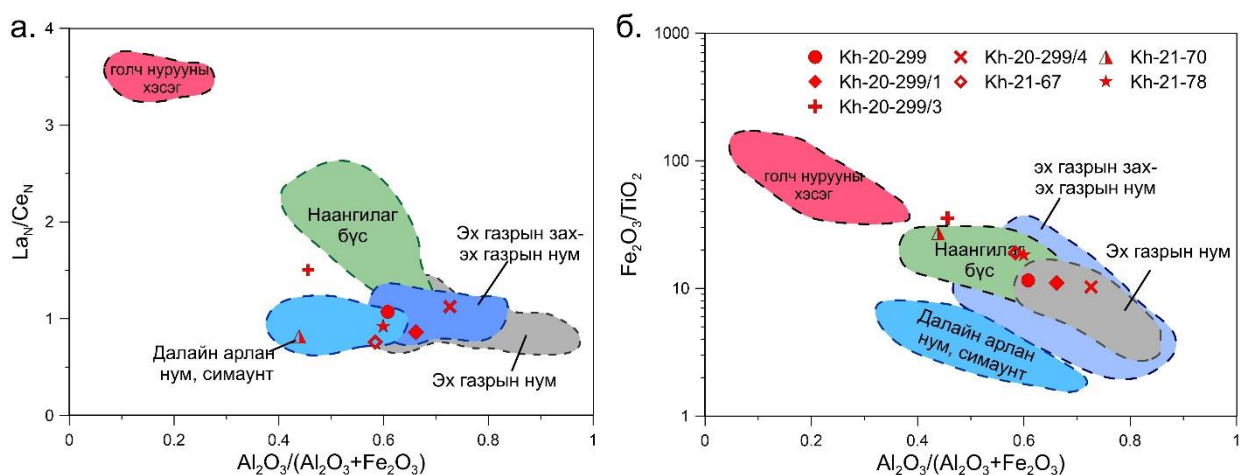 а.
4
3
2
1
0
La_N/Ce_N
голч нурууны
хэсэг
Наангилаг
бүс
Эх газрын зах-
эх газрын нум
Далайн арлан
нум, симаунт
Эх газрын нум
0 0.2 0.4 0.6 0.8 1
Al₂O₃/(Al₂O₃+Fe₂O₃)
б.
1000
100
10
1
Fe₂O₃/TiO₂
Kh-20-299 Kh-20-299/4 Kh-21-70
Kh-20-299/1 Kh-21-67 Kh-21-78
Kh-20-299/3
голч нурууны
хэсэг
эх газрын зах-
эх газрын нум
Наангилаг
бүс
Эх газрын нум
Далайн арлан
нум, симаунт
0 0.2 0.4 0.6 0.8 1
Al₂O₃/(Al₂O₃+Fe₂O₃)